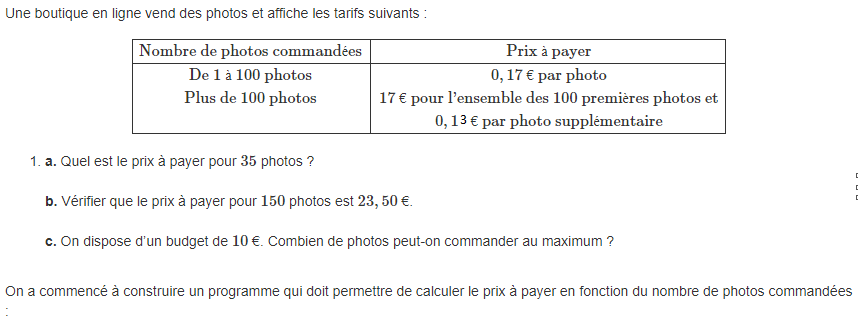 Une boutique en ligne vend des photos et affiche les tarifs suivants :
Nombre de photos commandées Prix à payer
De 1 à 100 photos 0,17 € par photo
Plus de 100 photos 17 € pour l'ensemble des 100 premières photos et
0,13 € par photo supplémentaire
1. a. Quel est le prix à payer pour 35 photos ?
b. Vérifier que le prix à payer pour 150 photos est 23,50 €.
c. On dispose d'un budget de 10 €. Combien de photos peut-on commander au maximum ?
On a commencé à construire un programme qui doit permettre de calculer le prix à payer en fonction du nombre de photos commandées
: